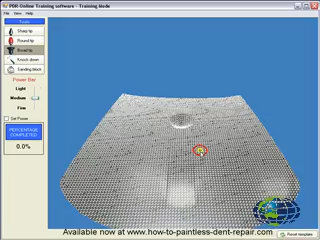 PDR-Online Training software - Training Mode
File View Help
Tools
Sharp tip
Round tip
Broad tip
Knock down
Sanding block
Power Bar
Light
Medium
Firm
Set Power
PERCENTAGE
COMPLETED
0.0%
Reset template
Available now at www.how-to-paintless-dent-repair.com